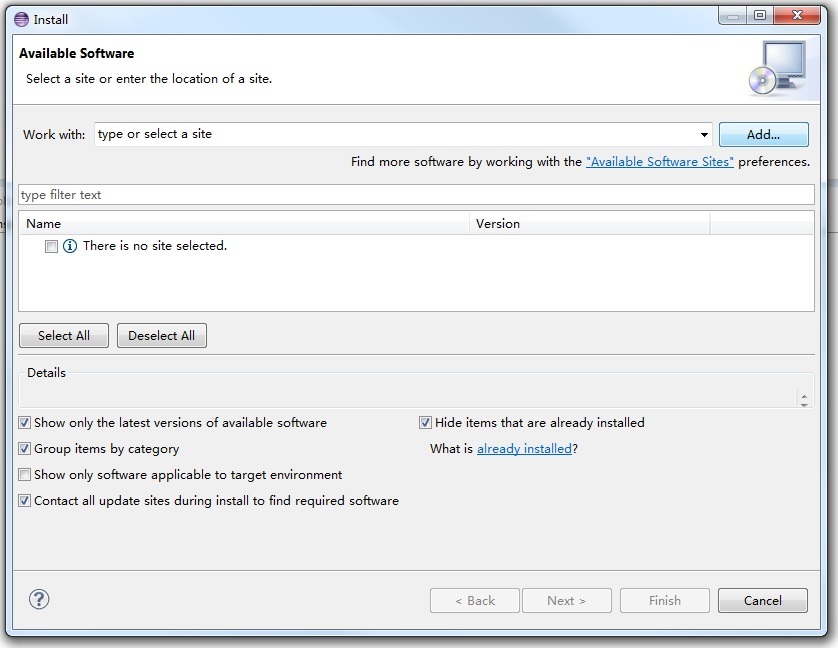 Install
Available Software
Select a site or enter the location of a site.
Work with: type or select a site Add...
Find more software by working with the "Available Software Sites" preferences.
type filter text
Name Version
There is no site selected.
Select All Deselect All
Details
Show only the latest versions of available software Hide items that are already installed
Group items by category What is already installed?
Show only software applicable to target environment
Contact all update sites during install to find required software
? < Back Next > Finish Cancel